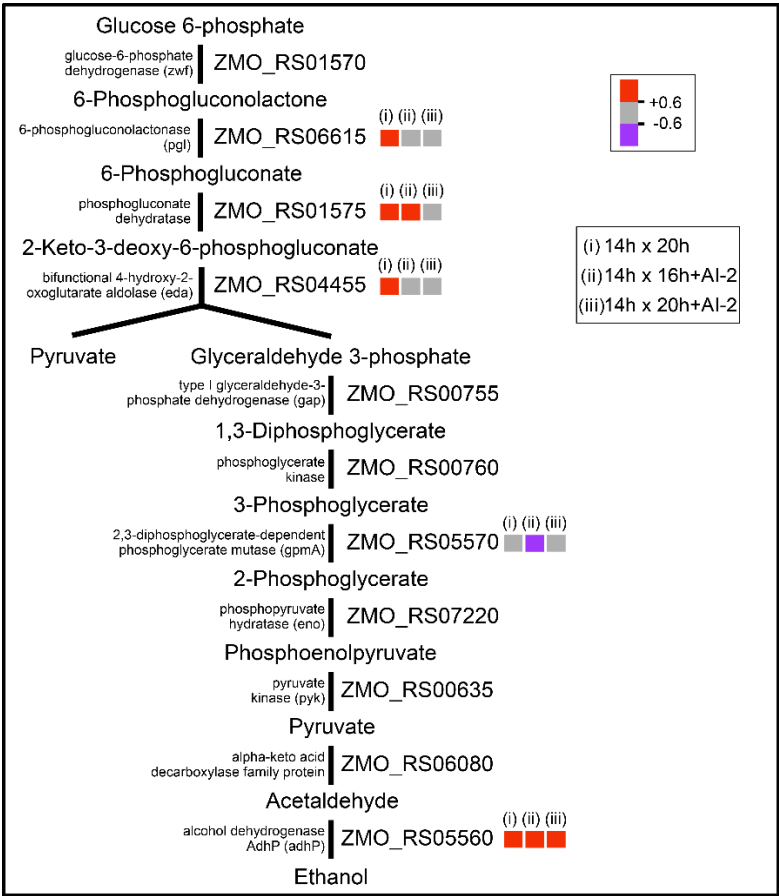 Glucose 6-phosphate
glucose-6-phosphate
dehydrogenase (zwf)
ZMO_RS01570
+0.6
-0.6
6-Phosphogluconolactone
(i) (ii) (iii)
6-phosphogluconolactonase
(pgl)
ZMO_RS06615
6-Phosphogluconate
(i) (ii) (iii)
phosphogluconate
dehydratase
ZMO_RS01575
2-Keto-3-deoxy-6-phosphogluconate
(i) (ii) (iii)
bifunctional 4-hydroxy-2-
oxoglutarate aldolase (eda)
ZMO_RS04455
(i) 14h x 20h
(ii) 14h x 16h+AI-2
(iii) 14h x 20h+AI-2
Pyruvate
Glyceraldehyde 3-phosphate
type I glyceraldehyde-3-
phosphate dehydrogenase (gap)
ZMO_RS00755
1,3-Diphosphoglycerate
phosphoglycerate
kinase
ZMO_RS00760
3-Phosphoglycerate
(i) (ii) (iii)
2,3-diphosphoglycerate-dependent
phosphoglycerate mutase (gpmA)
ZMO_RS05570
2-Phosphoglycerate
phosphopyruvate
hydratase (eno)
ZMO_RS07220
Phosphoenolpyruvate
pyruvate
kinase (pyk)
ZMO_RS00635
Pyruvate
alpha-keto acid
decarboxylase family protein
ZMO_RS06080
Acetaldehyde
(i) (ii) (iii)
alcohol dehydrogenase
AdhP (adhP)
ZMO_RS05560
Ethanol